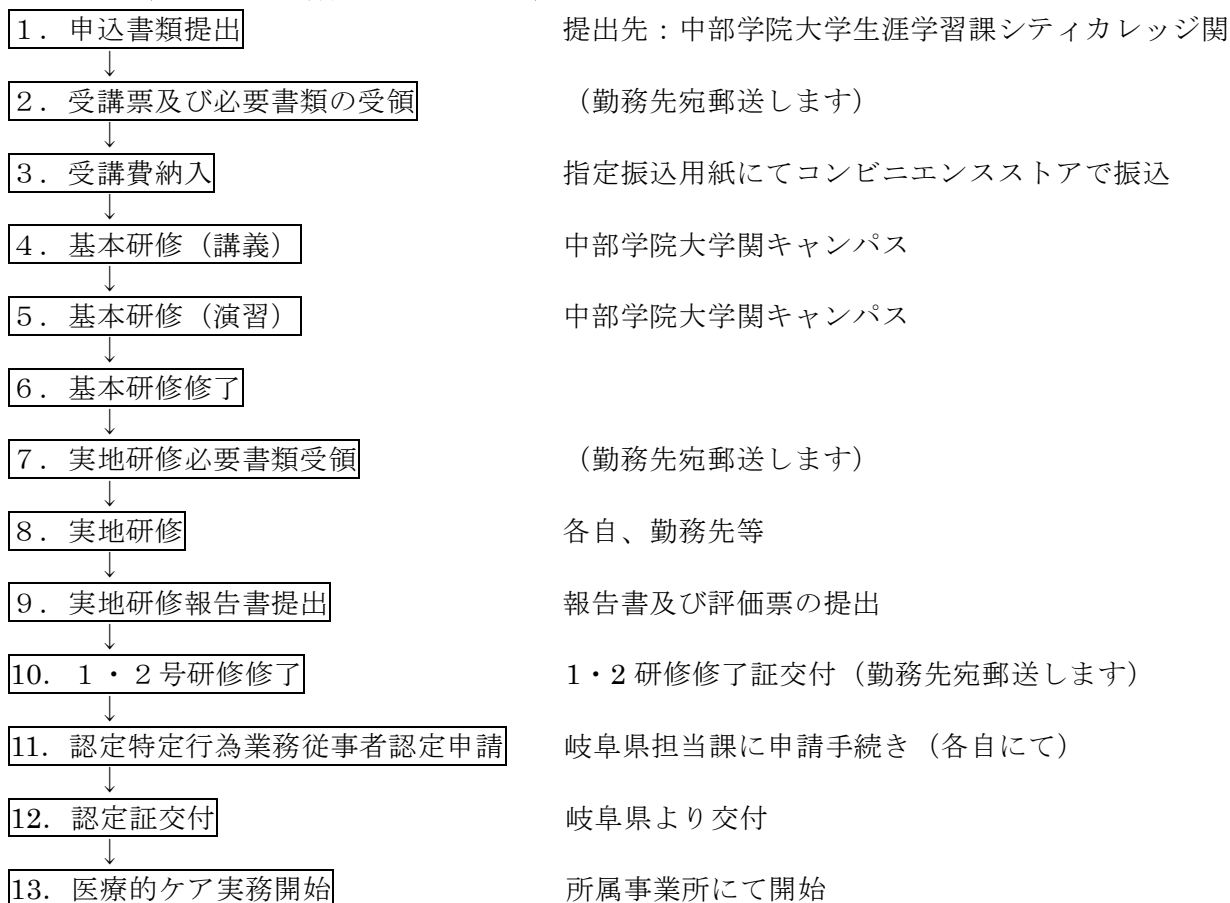 １．申込書類提出　提出先：中部学院大学生涯学習課シティカレッジ関
↓
２．受講票及び必要書類の受領　（勤務先宛郵送します）
↓
３．受講費納入　指定振込用紙にてコンビニエンスストアで振込
↓
４．基本研修（講義）　中部学院大学関キャンパス
↓
５．基本研修（演習）　中部学院大学関キャンパス
↓
６．基本研修修了
↓
７．実地研修必要書類受領　（勤務先宛郵送します）
↓
８．実地研修　各自、勤務先等
↓
９．実地研修報告書提出　報告書及び評価票の提出
↓
10．１・２号研修修了　1・2 研修修了証交付（勤務先宛郵送します）
↓
11．認定特定行為業務従事者認定申請　岐阜県担当課に申請手続き（各自にて）
↓
12．認定証交付　岐阜県より交付
↓
13．医療的ケア実務開始　所属事業所にて開始